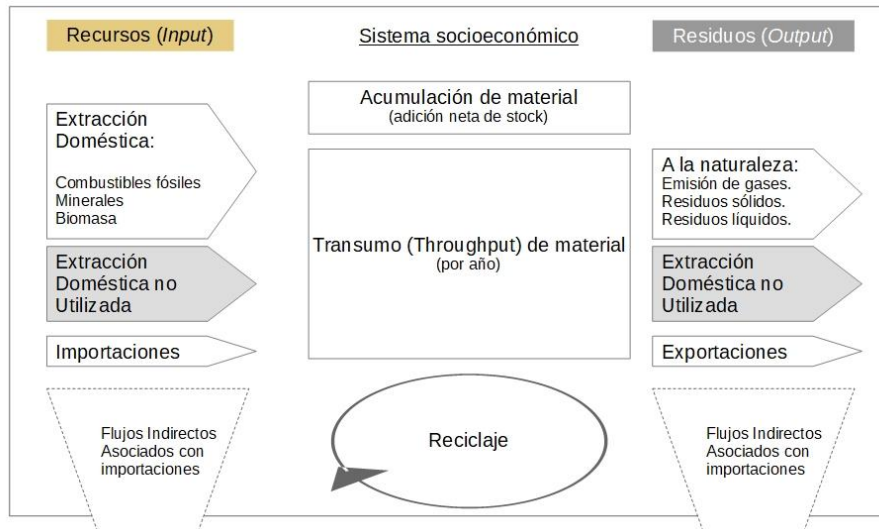 Recursos (Input)
Sistema socioeconómico
Residuos (Output)
Extracción
Doméstica:
Combustibles fósiles
Minerales
Biomasa
Extracción
Doméstica no
Utilizada
Importaciones
Flujos Indirectos
Asociados con
importaciones
Acumulación de material
(adición neta de stock)
Transumo (Throughput) de material
(por año)
Reciclaje
A la naturaleza:
Emisión de gases.
Residuos sólidos.
Residuos líquidos.
Extracción
Doméstica no
Utilizada
Exportaciones
Flujos Indirectos
Asociados con
importaciones